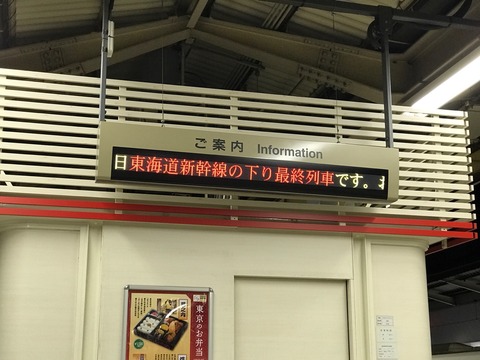 ご案内 Information
日東海道新幹線の下り最終列車です。
東京のお弁当